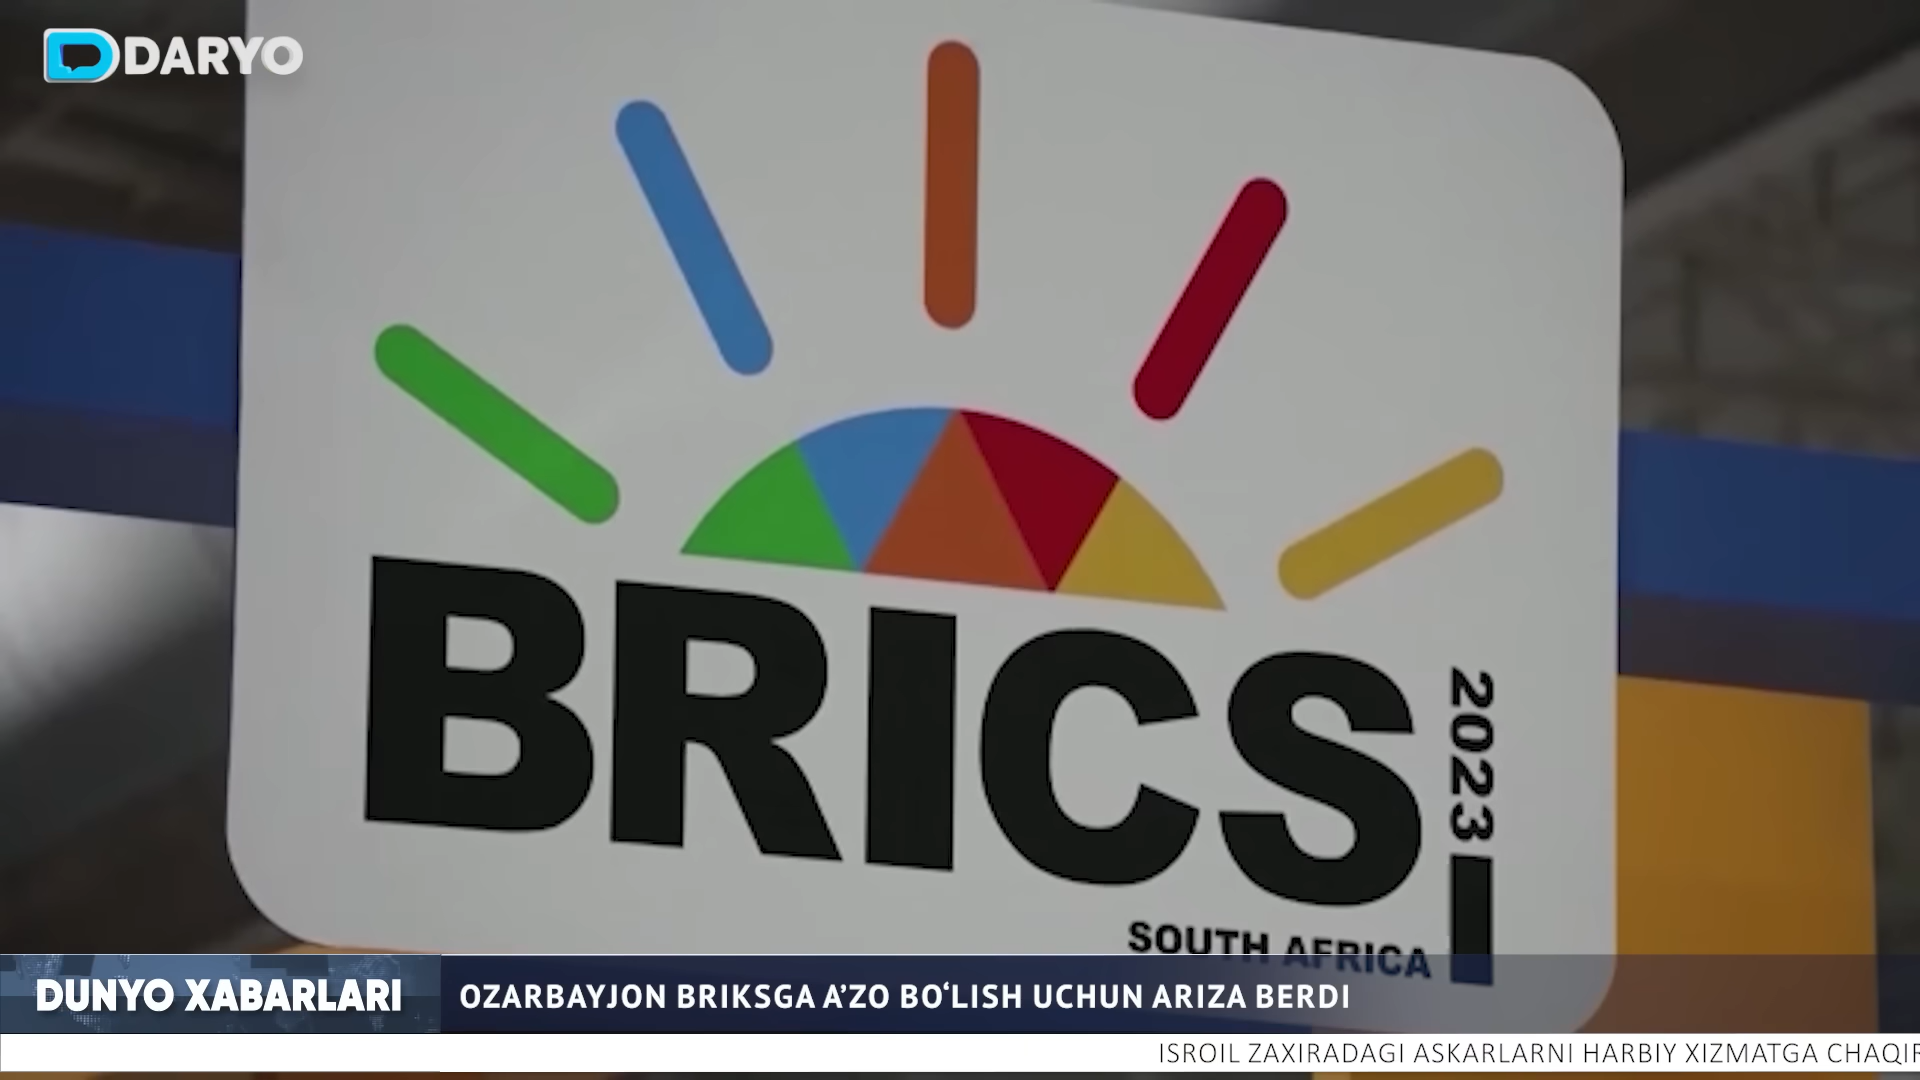 DARYO
BRICS
2023
SOUTH AFRICA
DUNYO XABARLARI
OZARBAYJON BRIKSGA A’ZO BO‘LISH UCHUN ARIZA BERDI
ISROIL ZAXIRADAGI ASKARLARNI HARBIY XIZMATGA